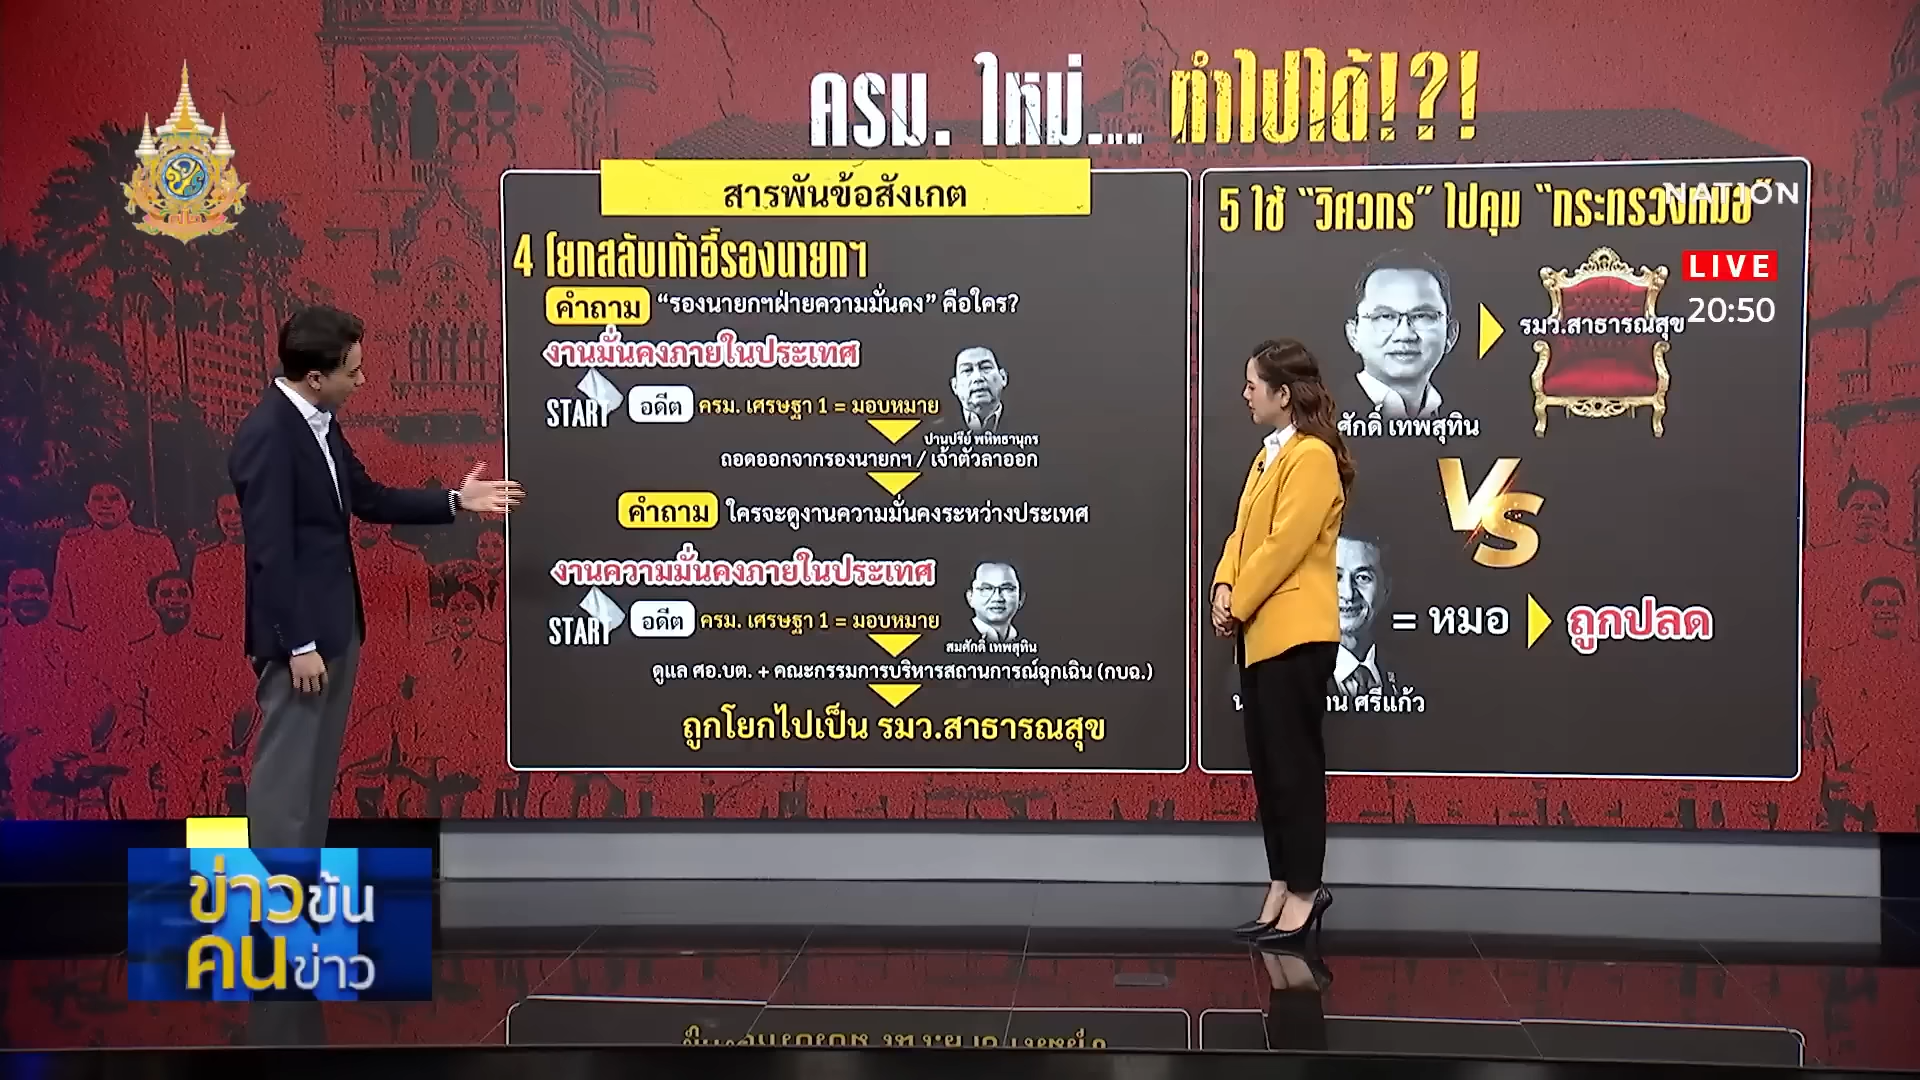 ครม. ใหม่... ทำไปได้!?!
สารพันข้อสังเกต
4 โยกสลับเก้าอี้รองนายกฯ
คำถาม “รองนายกฯฝ่ายความมั่นคง” คือใคร?
งานมั่นคงภายในประเทศ
START อดีต ครม. เศรษฐา 1 = มอบหมาย
ปานปรีย์ พหิทธานุกร
ถอดออกจากรองนายกฯ / เจ้าตัวลาออก
คำถาม ใครจะดูงานความมั่นคงระหว่างประเทศ
งานความมั่นคงภายในประเทศ
START อดีต ครม. เศรษฐา 1 = มอบหมาย
สมศักดิ์ เทพสุทิน
ดูแล ศอ.บต. + คณะกรรมการบริหารสถานการณ์ฉุกเฉิน (กบฉ.)
ถูกโยกไปเป็น รมว.สาธารณสุข
5 ใช้ “วิศวกร” ไปคุม “กระทรวงหมอ”
NATION
LIVE
20:50
รมว.สาธารณสุข
ศักดิ์ เทพสุทิน
VS
= หมอ ถูกปลด
าน ศรีแก้ว
ข่าวข้น
คนข่าว